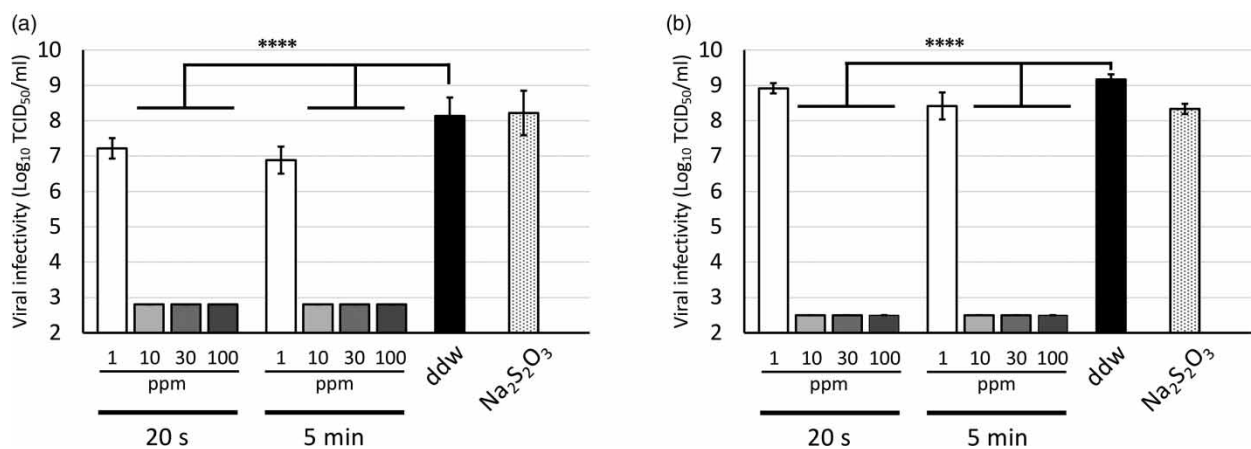 (a)
****
Viral infectivity (Log₁₀ TCID₅₀/ml)
10
9
8
7
6
5
4
3
2
1 10 30 100 1 10 30 100 ddw Na₂S₂O₃
ppm ppm
20 s 5 min
(b)
****
Viral infectivity (Log₁₀ TCID₅₀/ml)
10
9
8
7
6
5
4
3
2
1 10 30 100 1 10 30 100 ddw Na₂S₂O₃
ppm ppm
20 s 5 min